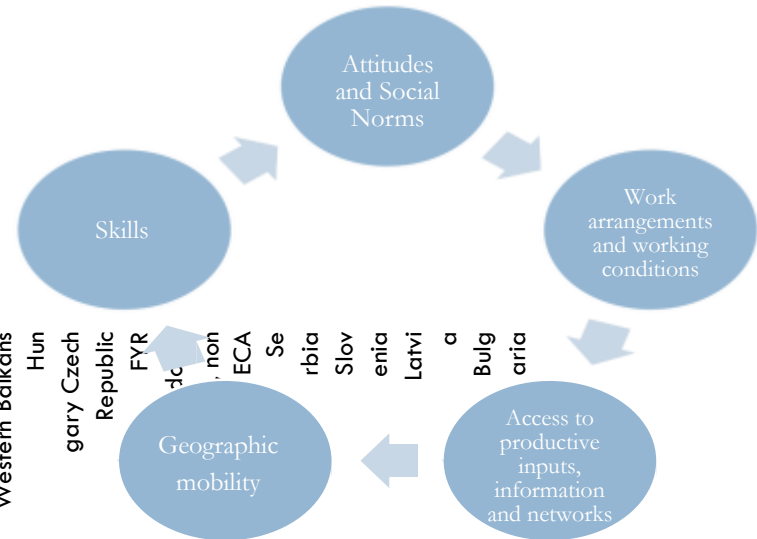 Attitudes
and Social
Norms
Work
arrangements
and working
conditions
Skills
Western Balkans
Hun
gary Czech
Republic
FYR
non
ECA
Se
rbia
Slov
enia
Latvi
a
Bulg
aria
Access to
productive
inputs,
information
and networks
Geographic
mobility